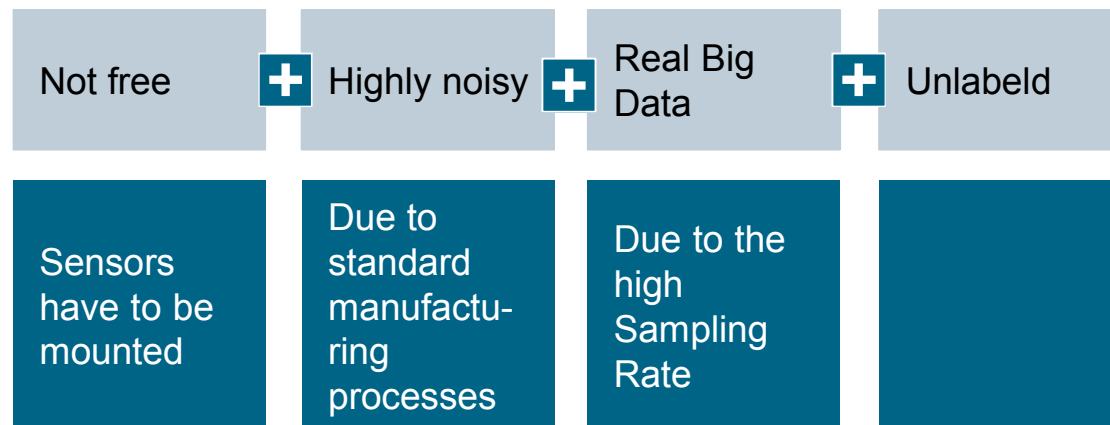 Not free
Highly noisy
Real Big
Data
Unlabeld
Sensors
have to be
mounted
Due to
standard
manufactu-
ring
processes
Due to the
high
Sampling
Rate